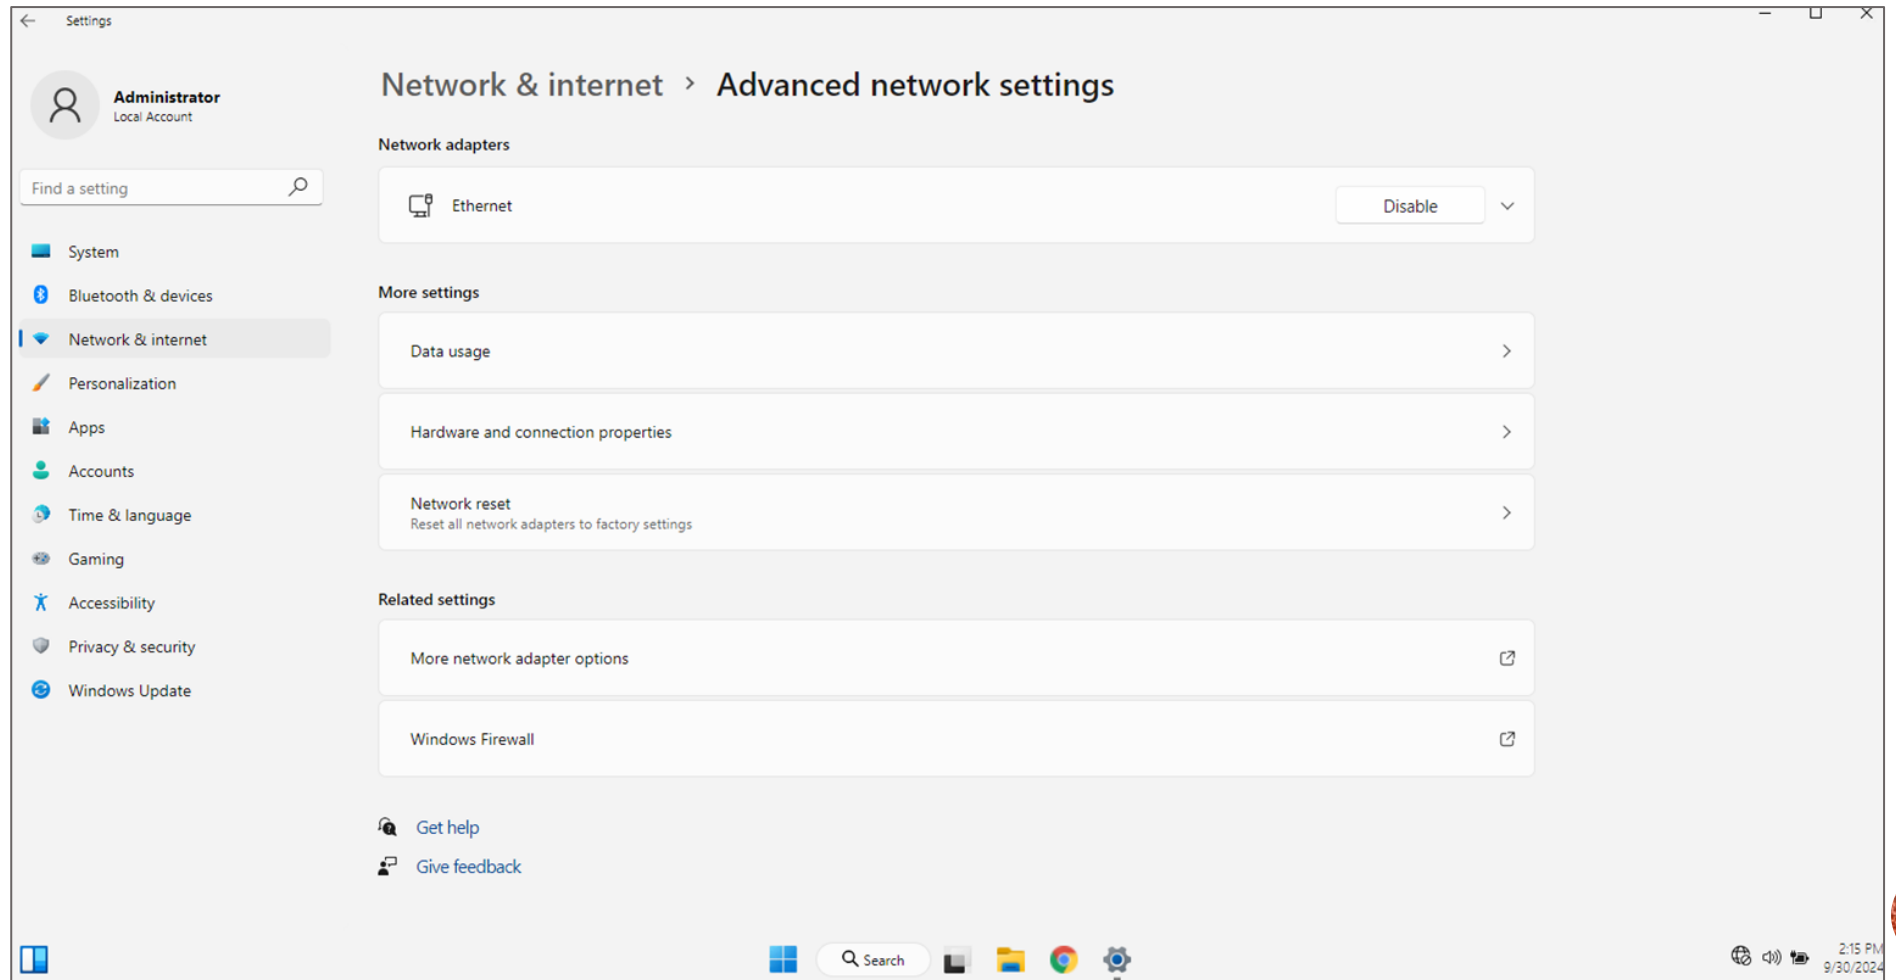 Settings
Administrator
Local Account
Find a setting
System
Bluetooth & devices
Network & internet
Personalization
Apps
Accounts
Time & language
Gaming
Accessibility
Privacy & security
Windows Update
Network & internet > Advanced network settings
Network adapters
Ethernet
Disable
More settings
Data usage
Hardware and connection properties
Network reset
Reset all network adapters to factory settings
Related settings
More network adapter options
Windows Firewall
Get help
Give feedback
Search
2:15 PM
9/30/2024